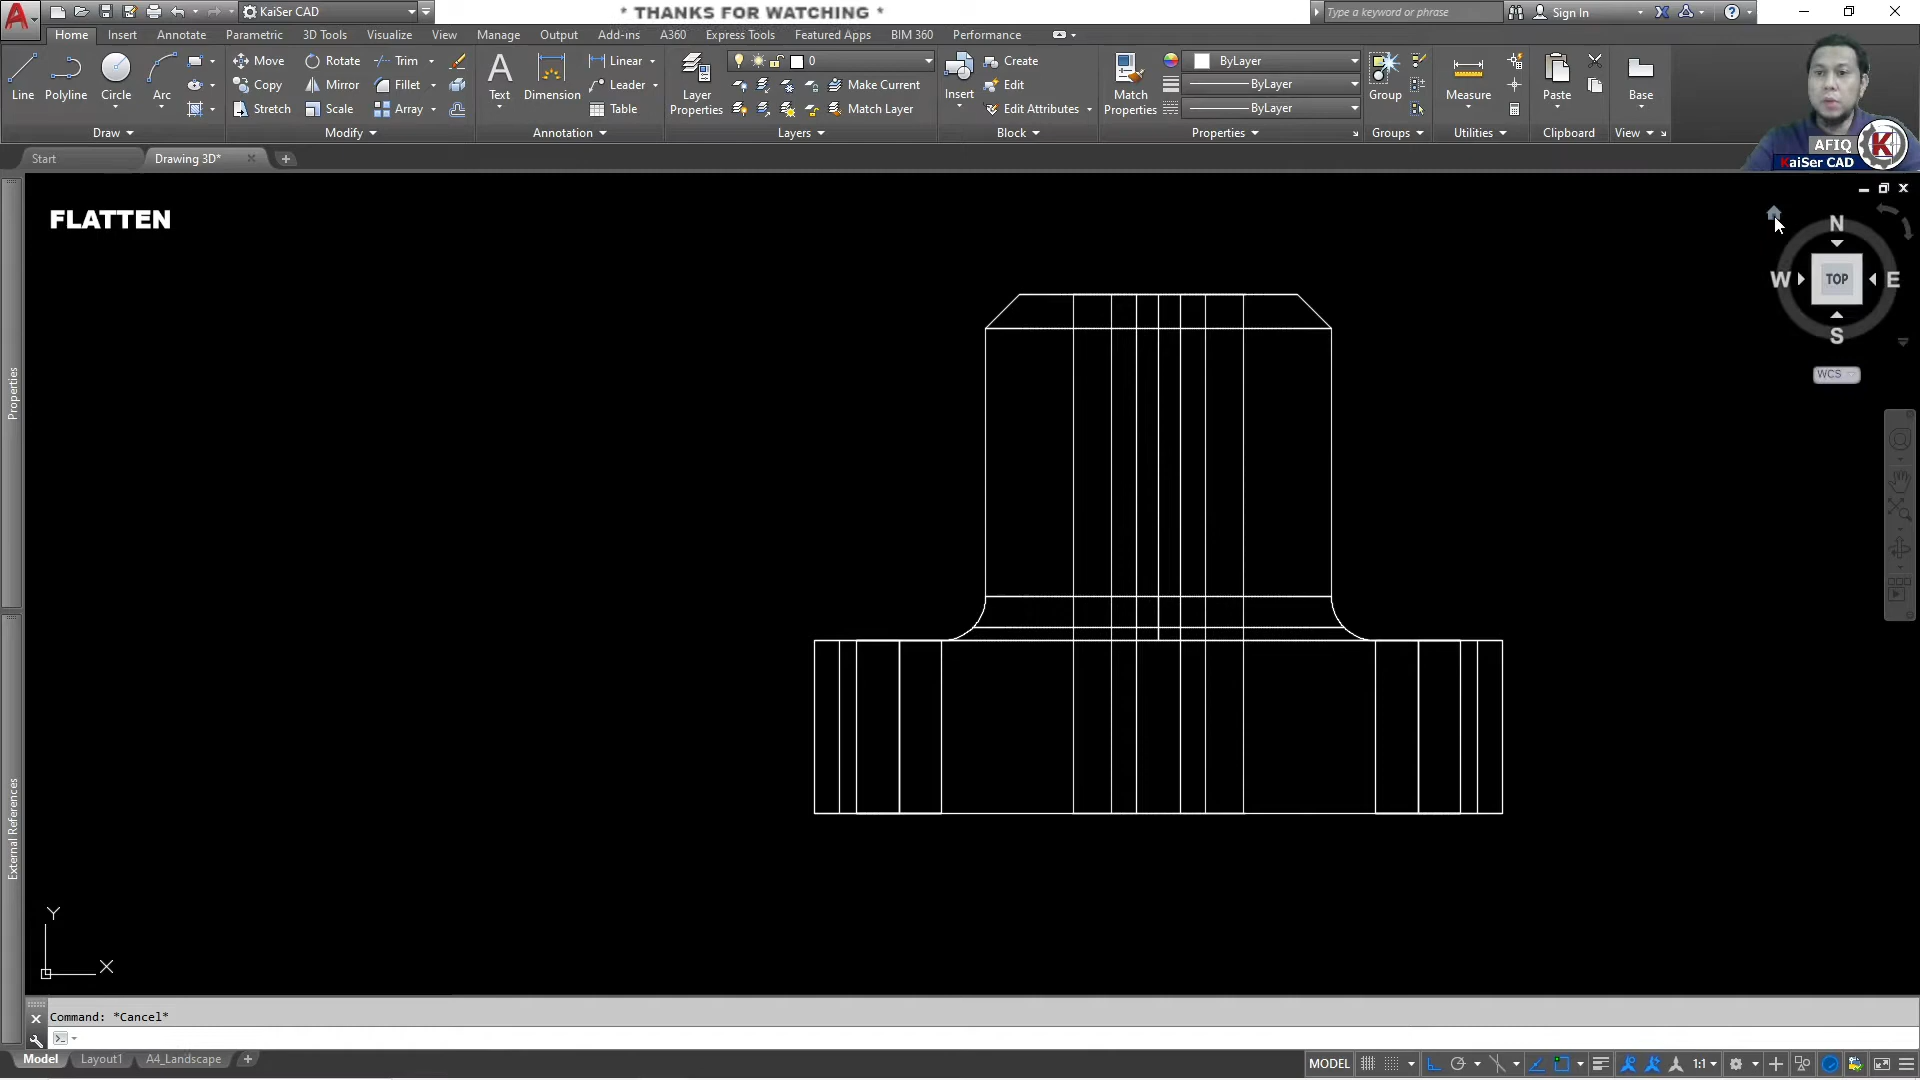 KaiSer CAD
* THANKS FOR WATCHING *
Type a keyword or phrase
Sign In
Home Insert Annotate Parametric 3D Tools Visualize View Manage Output Add-ins A360 Express Tools Featured Apps BIM 360 Performance
Line Polyline Circle Arc
Draw
Move Rotate Trim
Copy Mirror Fillet
Stretch Scale Array
Modify
Text Dimension
Linear
Leader
Table
Annotation
Layer
Properties
0
Make Current
Match Layer
Layers
Insert
Create
Edit
Edit Attributes
Block
Match
Properties
ByLayer
ByLayer
ByLayer
Properties
Group
Groups
Measure
Utilities
Paste
Clipboard
Base
View
AFIQ
K
KaiSer CAD
Start Drawing 3D*
FLATTEN
N
W TOP E
S
WCS
Properties
External References
Y
X
Command: *Cancel*
Model Layout1 A4_Landscape
MODEL 1:1